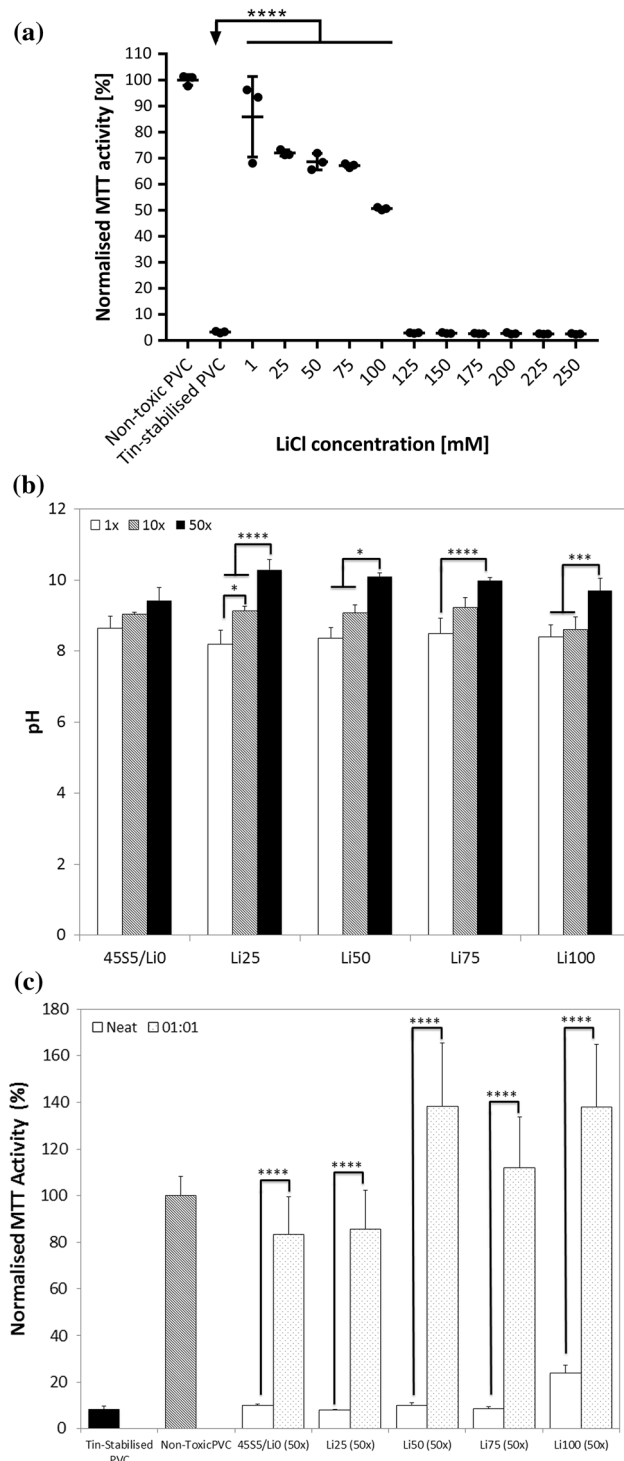 (a)
****
110
100
90
80
70
60
50
40
30
20
10
0
Normalised MTT activity [%]
Non-toxic PVC
Tin-stabilised PVC
1
25
50
75
100
125
150
175
200
225
250
LiCl concentration [mM]
(b)
12
10
8
6
4
2
0
pH
1x 10x 50x
****
*
*
****
***
45S5/Li0 Li25 Li50 Li75 Li100
(c)
180
160
140
120
100
80
60
40
20
0
Normalised MTT Activity (%)
Neat 01:01
****
****
****
****
****
Tin-Stabilised PVC
Non-ToxicPVC
45S5/Li0 (50x)
Li25 (50x)
Li50 (50x)
Li75 (50x)
Li100 (50x)